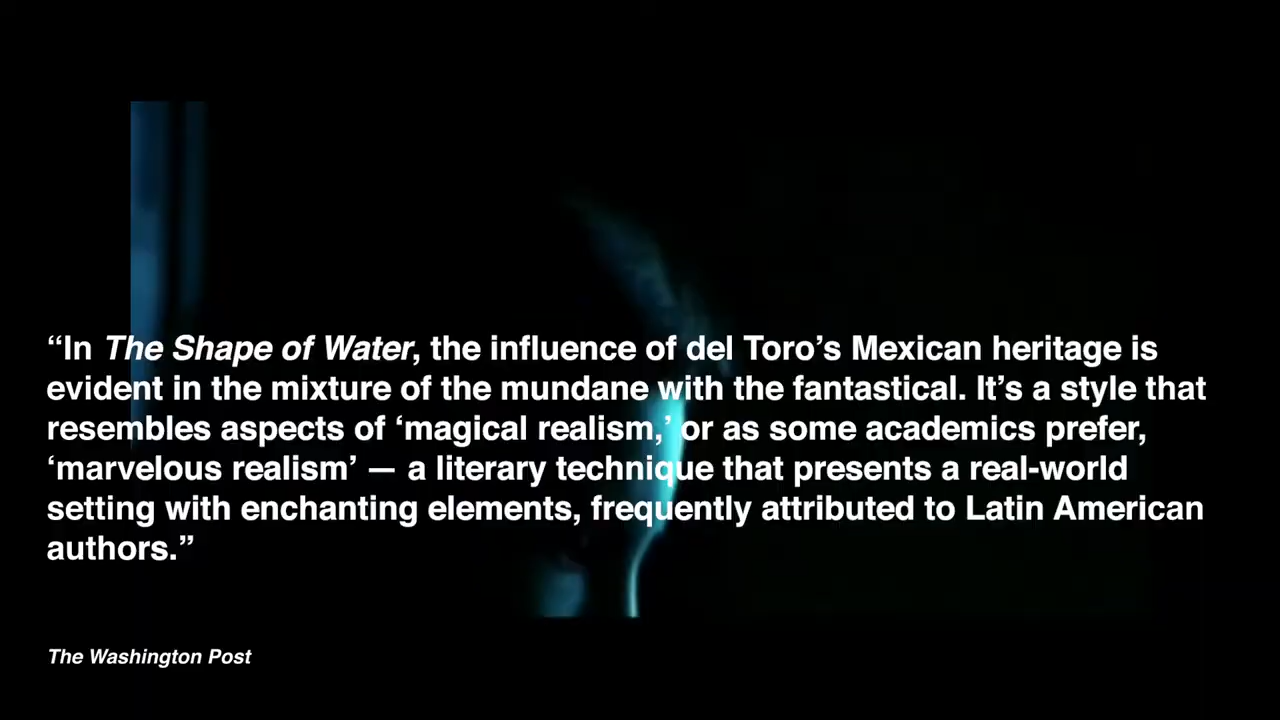 “In The Shape of Water, the influence of del Toro’s Mexican heritage is
evident in the mixture of the mundane with the fantastical. It’s a style that
resembles aspects of ‘magical realism,’ or as some academics prefer,
‘marvelous realism’ — a literary technique that presents a real-world
setting with enchanting elements, frequently attributed to Latin American
authors.”
The Washington Post